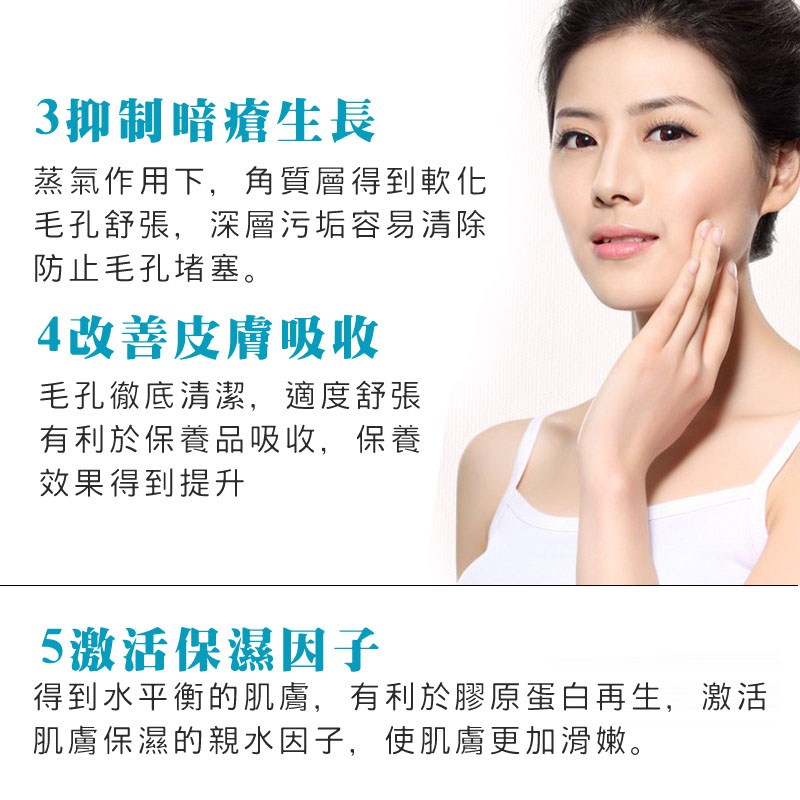 3抑制暗瘡生長
蒸氣作用下,角質層得到軟化
毛孔舒張,深層污垢容易清除
防止毛孔堵塞。
4改善皮膚吸收
毛孔徹底清潔,適度舒張
有利於保養品吸收,保養
效果得到提升
5激活保濕因子
得到水平衡的肌膚,有利於膠原蛋白再生,激活
肌膚保濕的親水因子,使肌膚更加滑嫩。